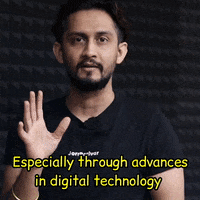 Especially through advances
in digital technology